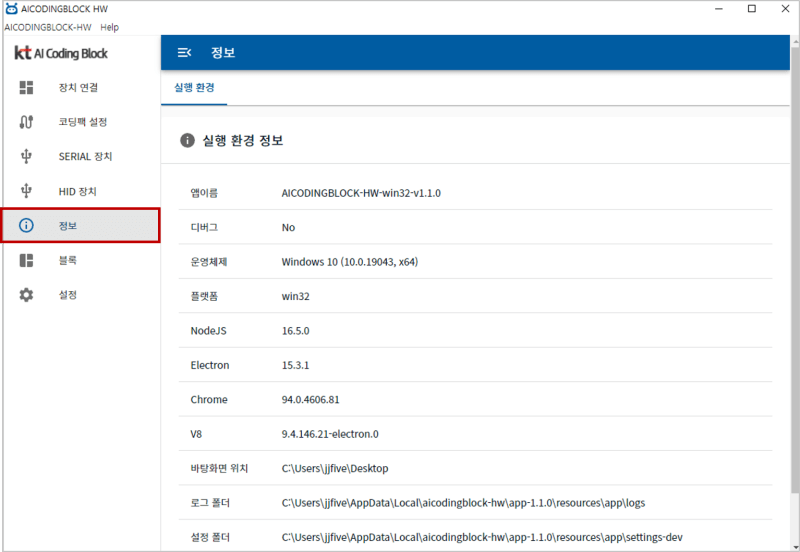 AICODINGBLOCK HW
AICODINGBLOCK-HW Help
kt AI Coding Block
정보
장치 연결
코딩팩 설정
SERIAL 장치
HID 장치
정보
블록
설정
실행 환경
실행 환경 정보
앱이름 AICODINGBLOCK-HW-win32-v1.1.0
디버그 No
운영체제 Windows 10 (10.0.19043, x64)
플랫폼 win32
NodeJS 16.5.0
Electron 15.3.1
Chrome 94.0.4606.81
V8 9.4.146.21-electron.0
바탕화면 위치 C:\Users\jjfive\Desktop
로그 폴더 C:\Users\jjfive\AppData\Local\aicodingblock-hw\app-1.1.0\resources\app\logs
설정 폴더 C:\Users\jjfive\AppData\Local\aicodingblock-hw\app-1.1.0\resources\app\settings-dev